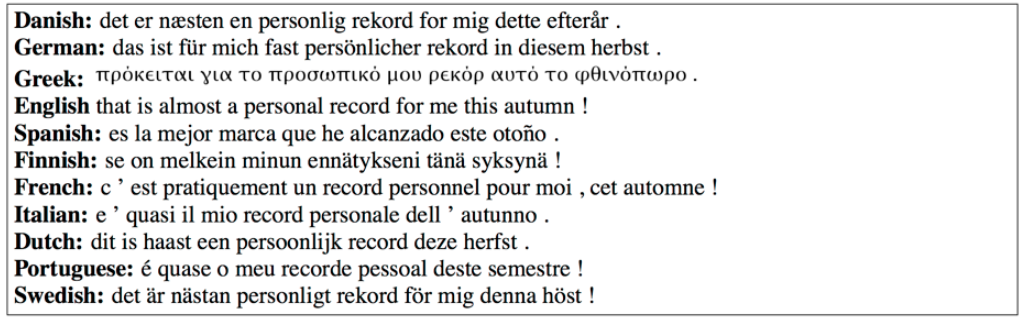 Danish: det er næsten en personlig rekord for mig dette efterår .
German: das ist für mich fast persönlicher rekord in diesem herbst .
Greek: πρόκειται για το προσωπικό μου ρεκόρ αυτό το φθινόπωρο .
English that is almost a personal record for me this autumn !
Spanish: es la mejor marca que he alcanzado este otoño .
Finnish: se on melkein minun ennätykseni tänä syksynä !
French: c ’ est pratiquement un record personnel pour moi , cet automne !
Italian: e ’ quasi il mio record personale dell ’ autunno .
Dutch: dit is haast een persoonlijk record deze herfst .
Portuguese: é quase o meu recorde pessoal deste semestre !
Swedish: det är nästan personligt rekord för mig denna höst !